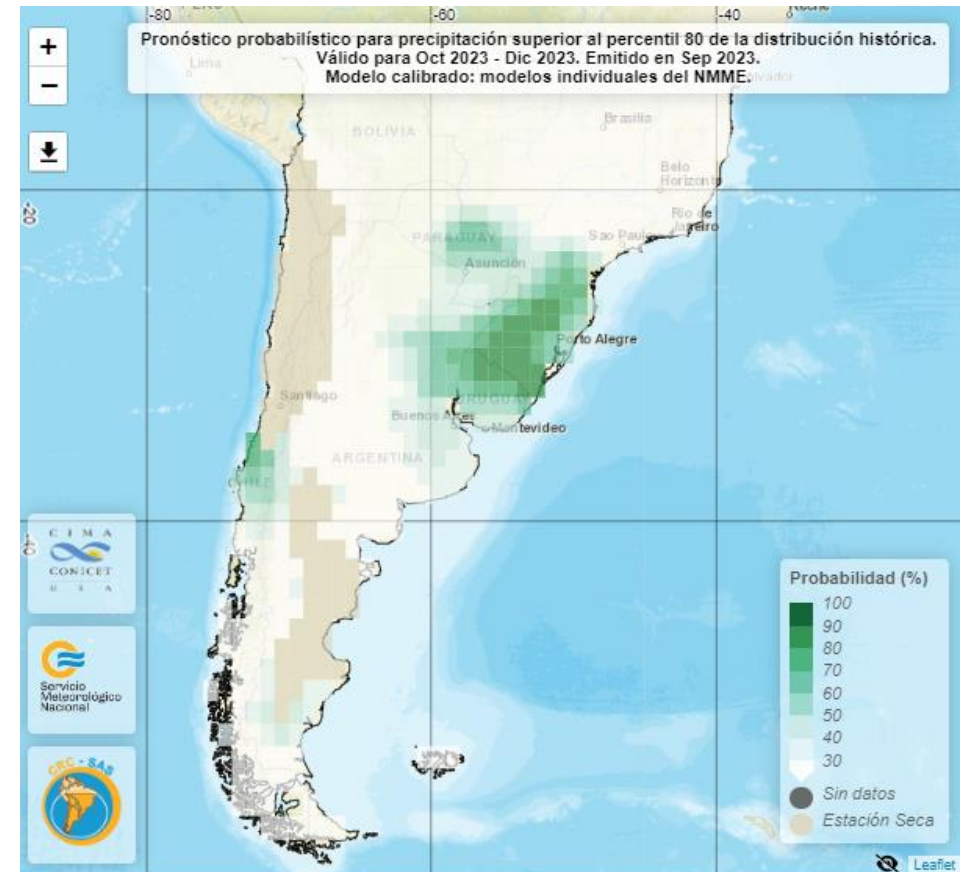 -80
-60
-40
Recife
Pronóstico probabilístico para precipitación superior al percentil 80 de la distribución histórica.
Válido para Oct 2023 - Dic 2023. Emitido en Sep 2023.
Modelo calibrado: modelos individuales del NMME.
+
−
Lima
BOLIVIA
Brasilia
Belo
Horizonte
-20
Rio de
Janeiro
Sao Paulo
PARAGUAY
Asunción
Porto Alegre
Santiago
URUGUAY
Buenos Aires
Montevideo
ARGENTINA
CHILE
-40
CIMA
CONICET
UBA
Servicio
Meteorológico
Nacional
CRC - SAS
Probabilidad (%)
100
90
80
70
60
50
40
30
Sin datos
Estación Seca
Leaflet